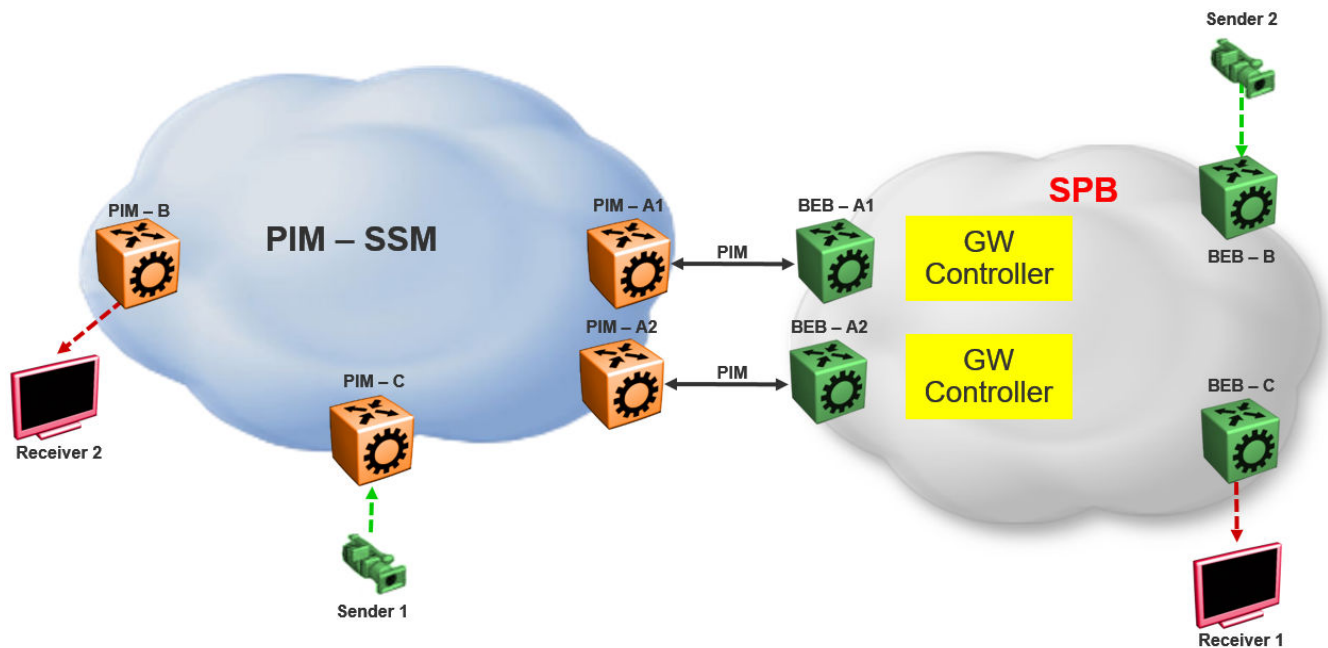 Sender 2
SPB
PIM – B
PIM – A1
BEB – A1
PIM – SSM
PIM
GW
Controller
BEB – B
PIM – A2
BEB – A2
PIM – C
PIM
GW
Controller
BEB – C
Receiver 2
Sender 1
Receiver 1